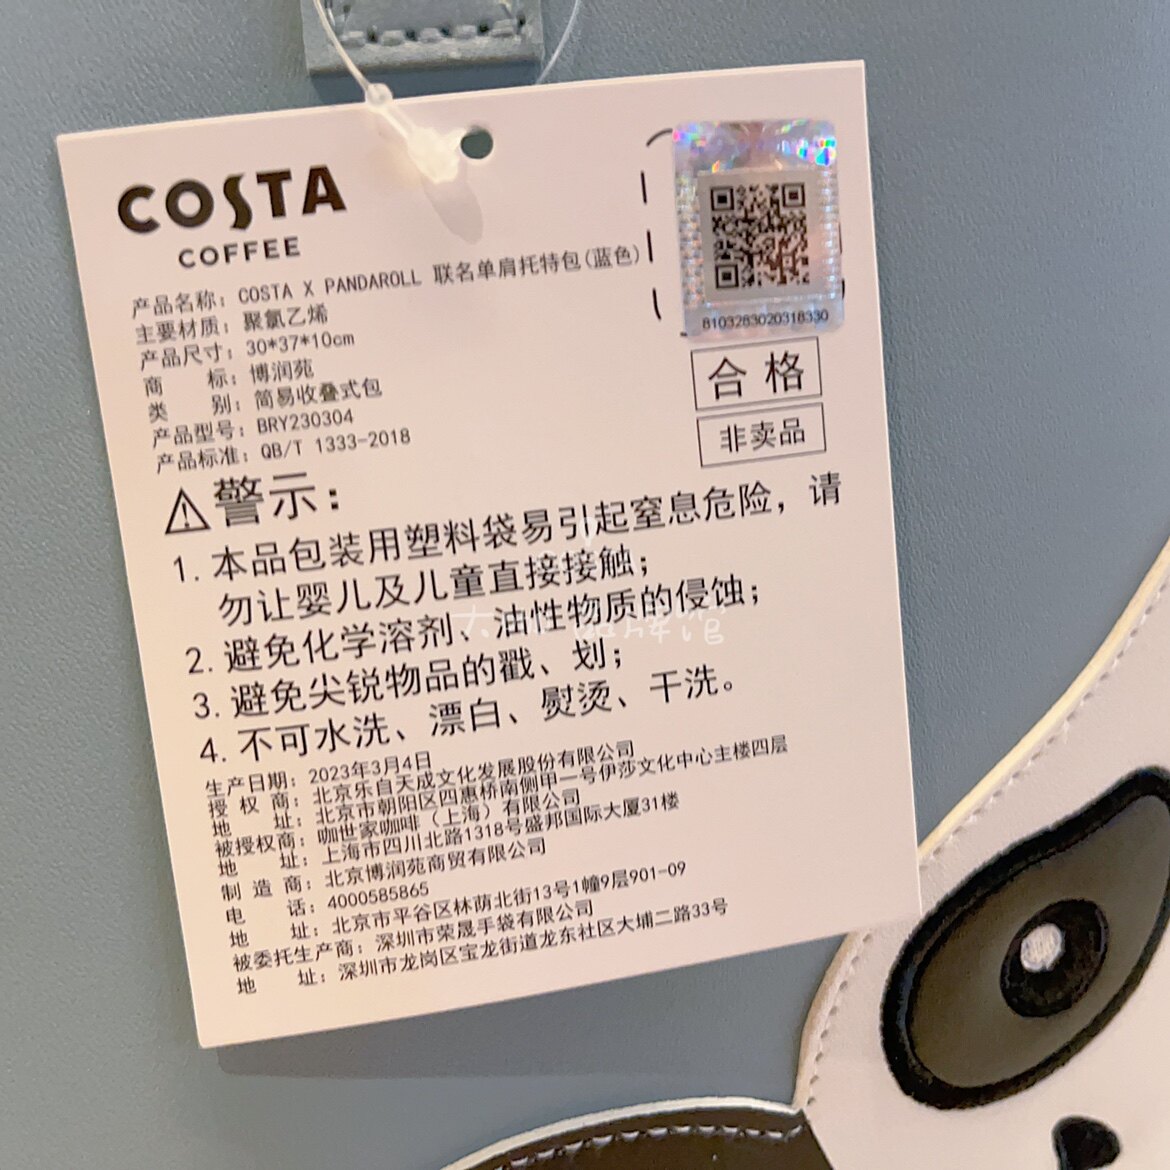 COSTA
COFFEE
产品名称：COSTA X PANDAROLL 联名单肩托特包(蓝色)
主要材质：聚氯乙烯
产品尺寸：30*37*10cm
商 标：博润苑
类 别：简易收叠式包
产品型号：BRY230304
产品标准：QB/T 1333-2018
8103283020318330
合格
非卖品
警示：
1.本品包装用塑料袋易引起窒息危险，请
勿让婴儿及儿童直接接触；
2.避免化学溶剂、油性物质的侵蚀；
3.避免尖锐物品的戳、划；
4.不可水洗、漂白、熨烫、干洗。
生产日期：2023年3月4日
授 权 商：北京乐自天成文化发展股份有限公司
地 址：北京市朝阳区四惠桥南侧甲一号伊莎文化中心主楼四层
被授权商：咖世家咖啡（上海）有限公司
地 址：上海市四川北路1318号盛邦国际大厦31楼
制 造 商：北京博润苑商贸有限公司
电 话：4000585865
地 址：北京市平谷区林荫北街13号1幢9层901-09
被委托生产商：深圳市荣晟手袋有限公司
地 址：深圳市龙岗区宝龙街道龙东社区大埔二路33号